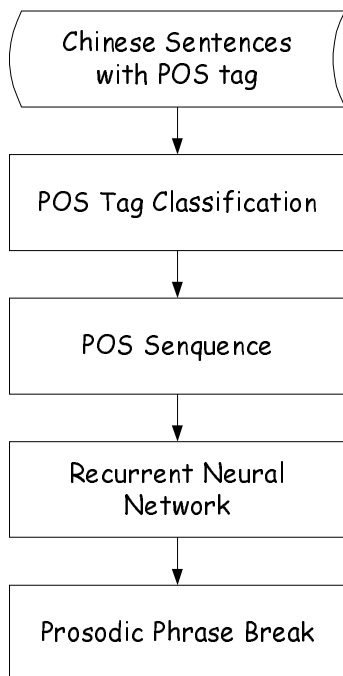 Chinese Sentences
with POS tag
POS Tag Classification
POS Senquence
Recurrent Neural
Network
Prosodic Phrase Break